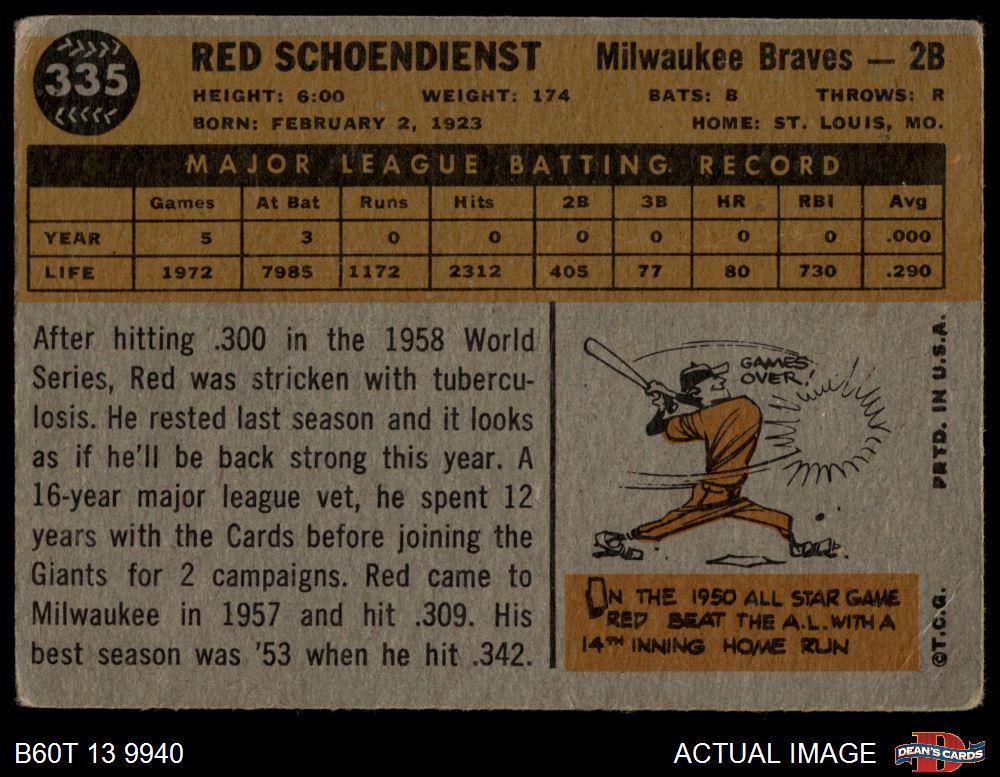 335
RED SCHOENDIENST Milwaukee Braves — 2B
HEIGHT: 6:00 WEIGHT: 174 BATS: B THROWS: R
BORN: FEBRUARY 2, 1923 HOME: ST. LOUIS, MO.
MAJOR LEAGUE BATTING RECORD
Games At Bat Runs Hits 2B 3B HR RBI Avg
YEAR 5 3 0 0 0 0 0 0 .000
LIFE 1972 7985 1172 2312 405 77 80 730 .290
After hitting .300 in the 1958 World
Series, Red was stricken with tubercu-
losis. He rested last season and it looks
as if he'll be back strong this year. A
16-year major league vet, he spent 12
years with the Cards before joining the
Giants for 2 campaigns. Red came to
Milwaukee in 1957 and hit .309. His
best season was '53 when he hit .342.
GAMES
OVER!
IN THE 1950 ALL STAR GAME
RED BEAT THE A.L. WITH A
14TH INNING HOME RUN
PRTD. IN U.S.A.
©T.C.G.
B60T 13 9940
ACTUAL IMAGE
D
DEAN'S CARDS